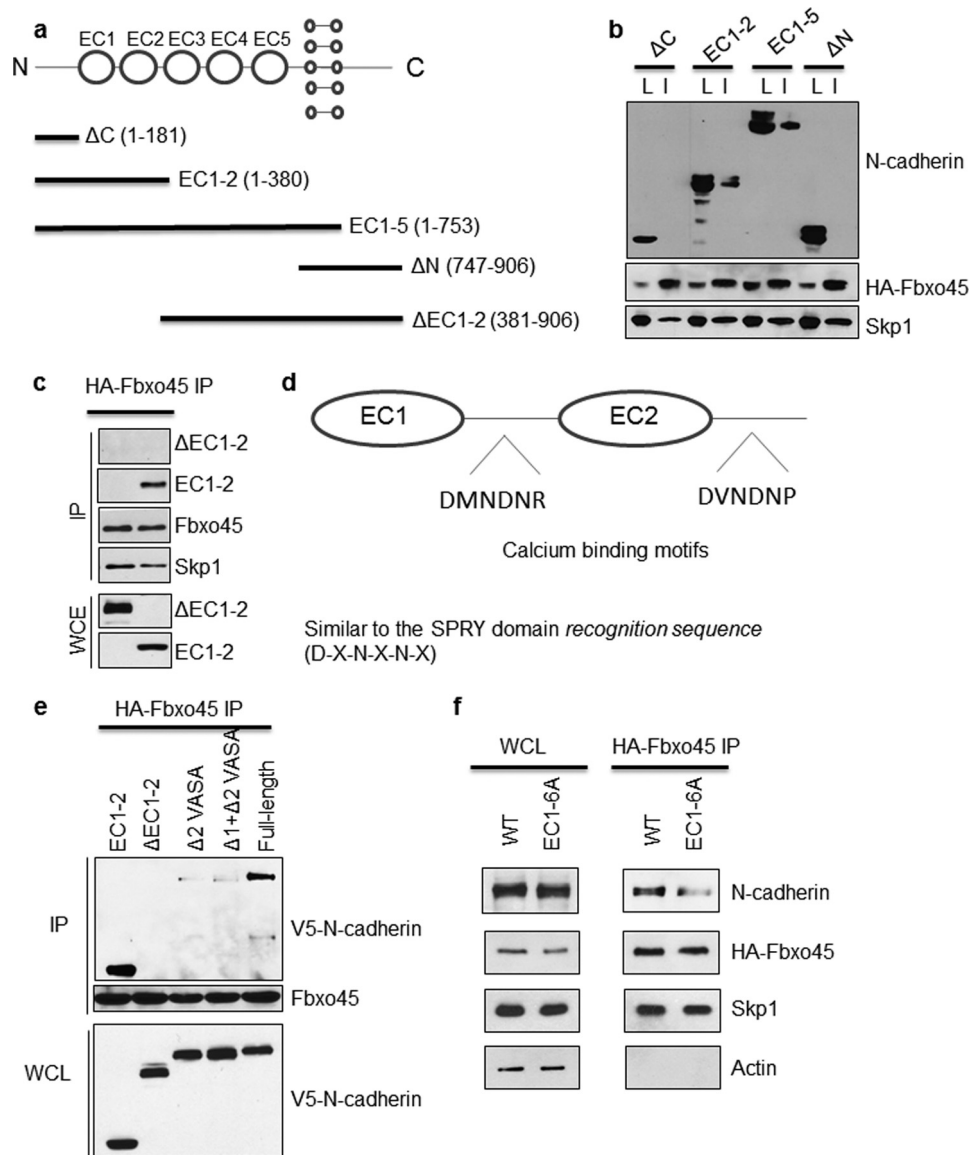 a
EC1 EC2 EC3 EC4 EC5
N C
ΔC (1-181)
EC1-2 (1-380)
EC1-5 (1-753)
ΔN (747-906)
ΔEC1-2 (381-906)
b
ΔC EC1-2 EC1-5 ΔN
L I L I L I L I
N-cadherin
HA-Fbxo45
Skp1
c
HA-Fbxo45 IP
IP
ΔEC1-2
EC1-2
Fbxo45
Skp1
WCE
ΔEC1-2
EC1-2
d
EC1 EC2
DMNDNR DVNDNP
Calcium binding motifs
Similar to the SPRY domain recognition sequence
(D-X-N-X-N-X)
e
HA-Fbxo45 IP
EC1-2 ΔEC1-2 Δ2 VASA Δ1+Δ2 VASA Full-length
IP
V5-N-cadherin
Fbxo45
WCL
V5-N-cadherin
f
WCL HA-Fbxo45 IP
WT EC1-6A WT EC1-6A
N-cadherin
HA-Fbxo45
Skp1
Actin